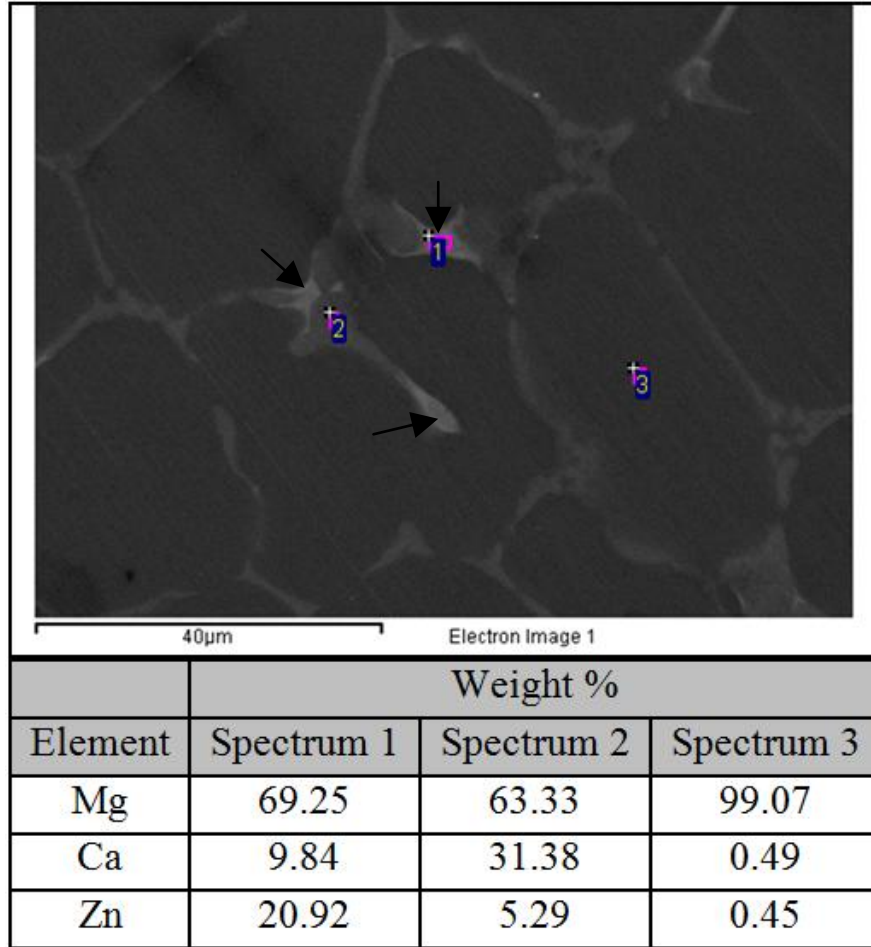 1
2
3
40µm Electron Image 1
Weight %
Element Spectrum 1 Spectrum 2 Spectrum 3
Mg 69.25 63.33 99.07
Ca 9.84 31.38 0.49
Zn 20.92 5.29 0.45